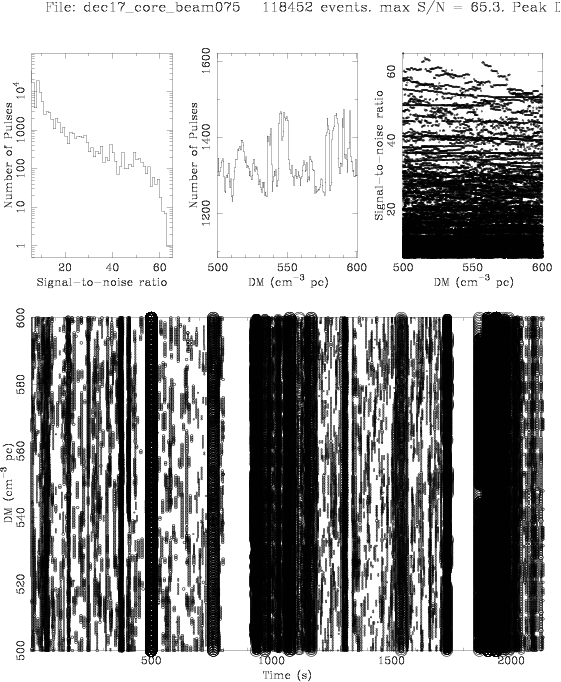 File: dec17_core_beam075 118452 events. max S/N = 65.3. Peak D
Number of Pulses
1 10 100 1000 10^4
20 40 60
Signal-to-noise ratio
Number of Pulses
1200 1400 1600
500 550 600
DM (cm^-3 pc)
Signal-to-noise ratio
20 40 60
500 550 600
DM (cm^-3 pc)
DM (cm^-3 pc)
500 520 540 560 580 600
500 1000 1500 2000
Time (s)